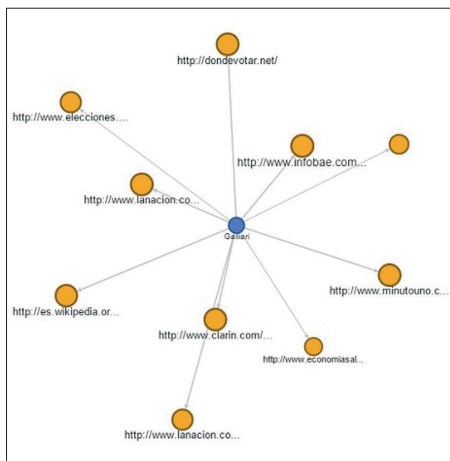 http://dondevotar.net/
http://www.elecciones....
http://www.infobae.com...
http://www.lanacion.co...
Galliari
http://www.minutouno.c...
http://es.wikipedia.or...
http://www.clarin.com/...
http://www.economiasal...
http://www.lanacion.co...